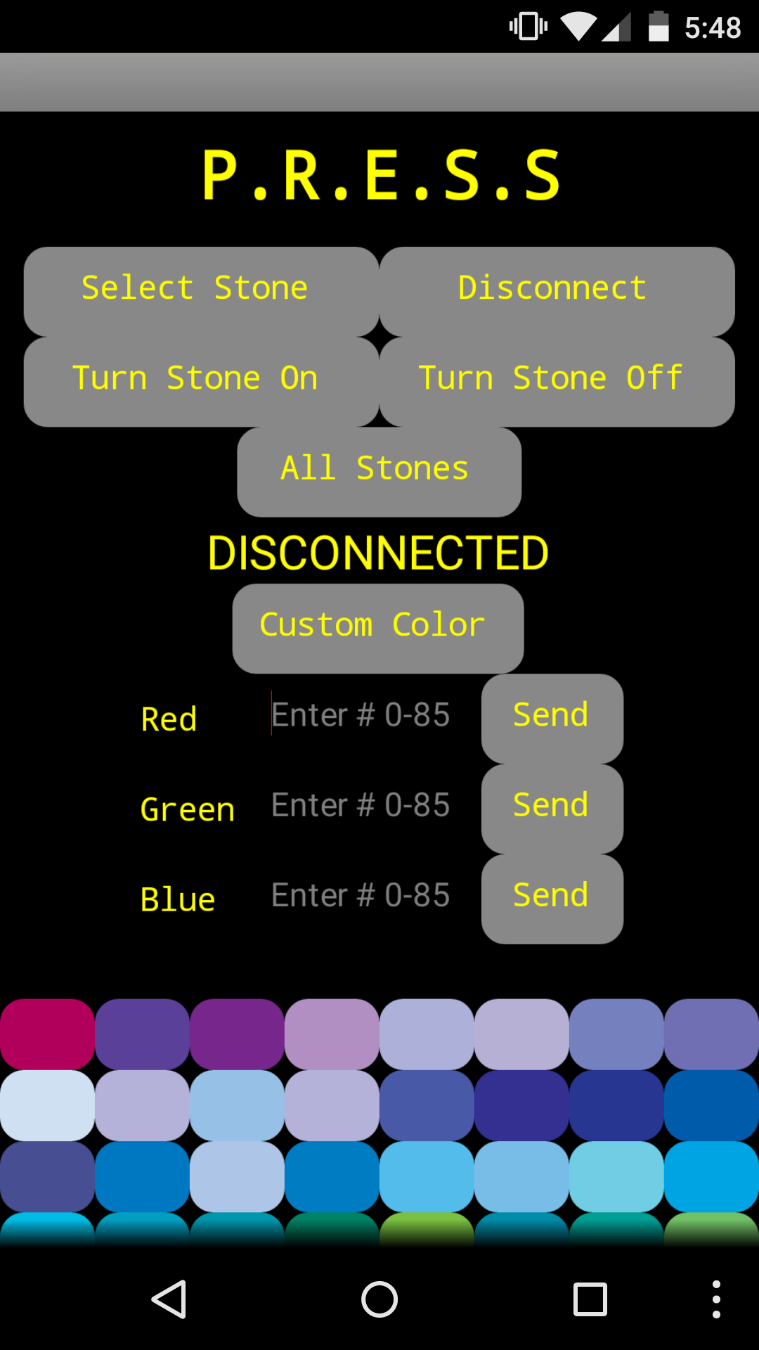 5:48
P.R.E.S.S
Select Stone Disconnect
Turn Stone On Turn Stone Off
All Stones
DISCONNECTED
Custom Color
Red Enter # 0-85 Send
Green Enter # 0-85 Send
Blue Enter # 0-85 Send